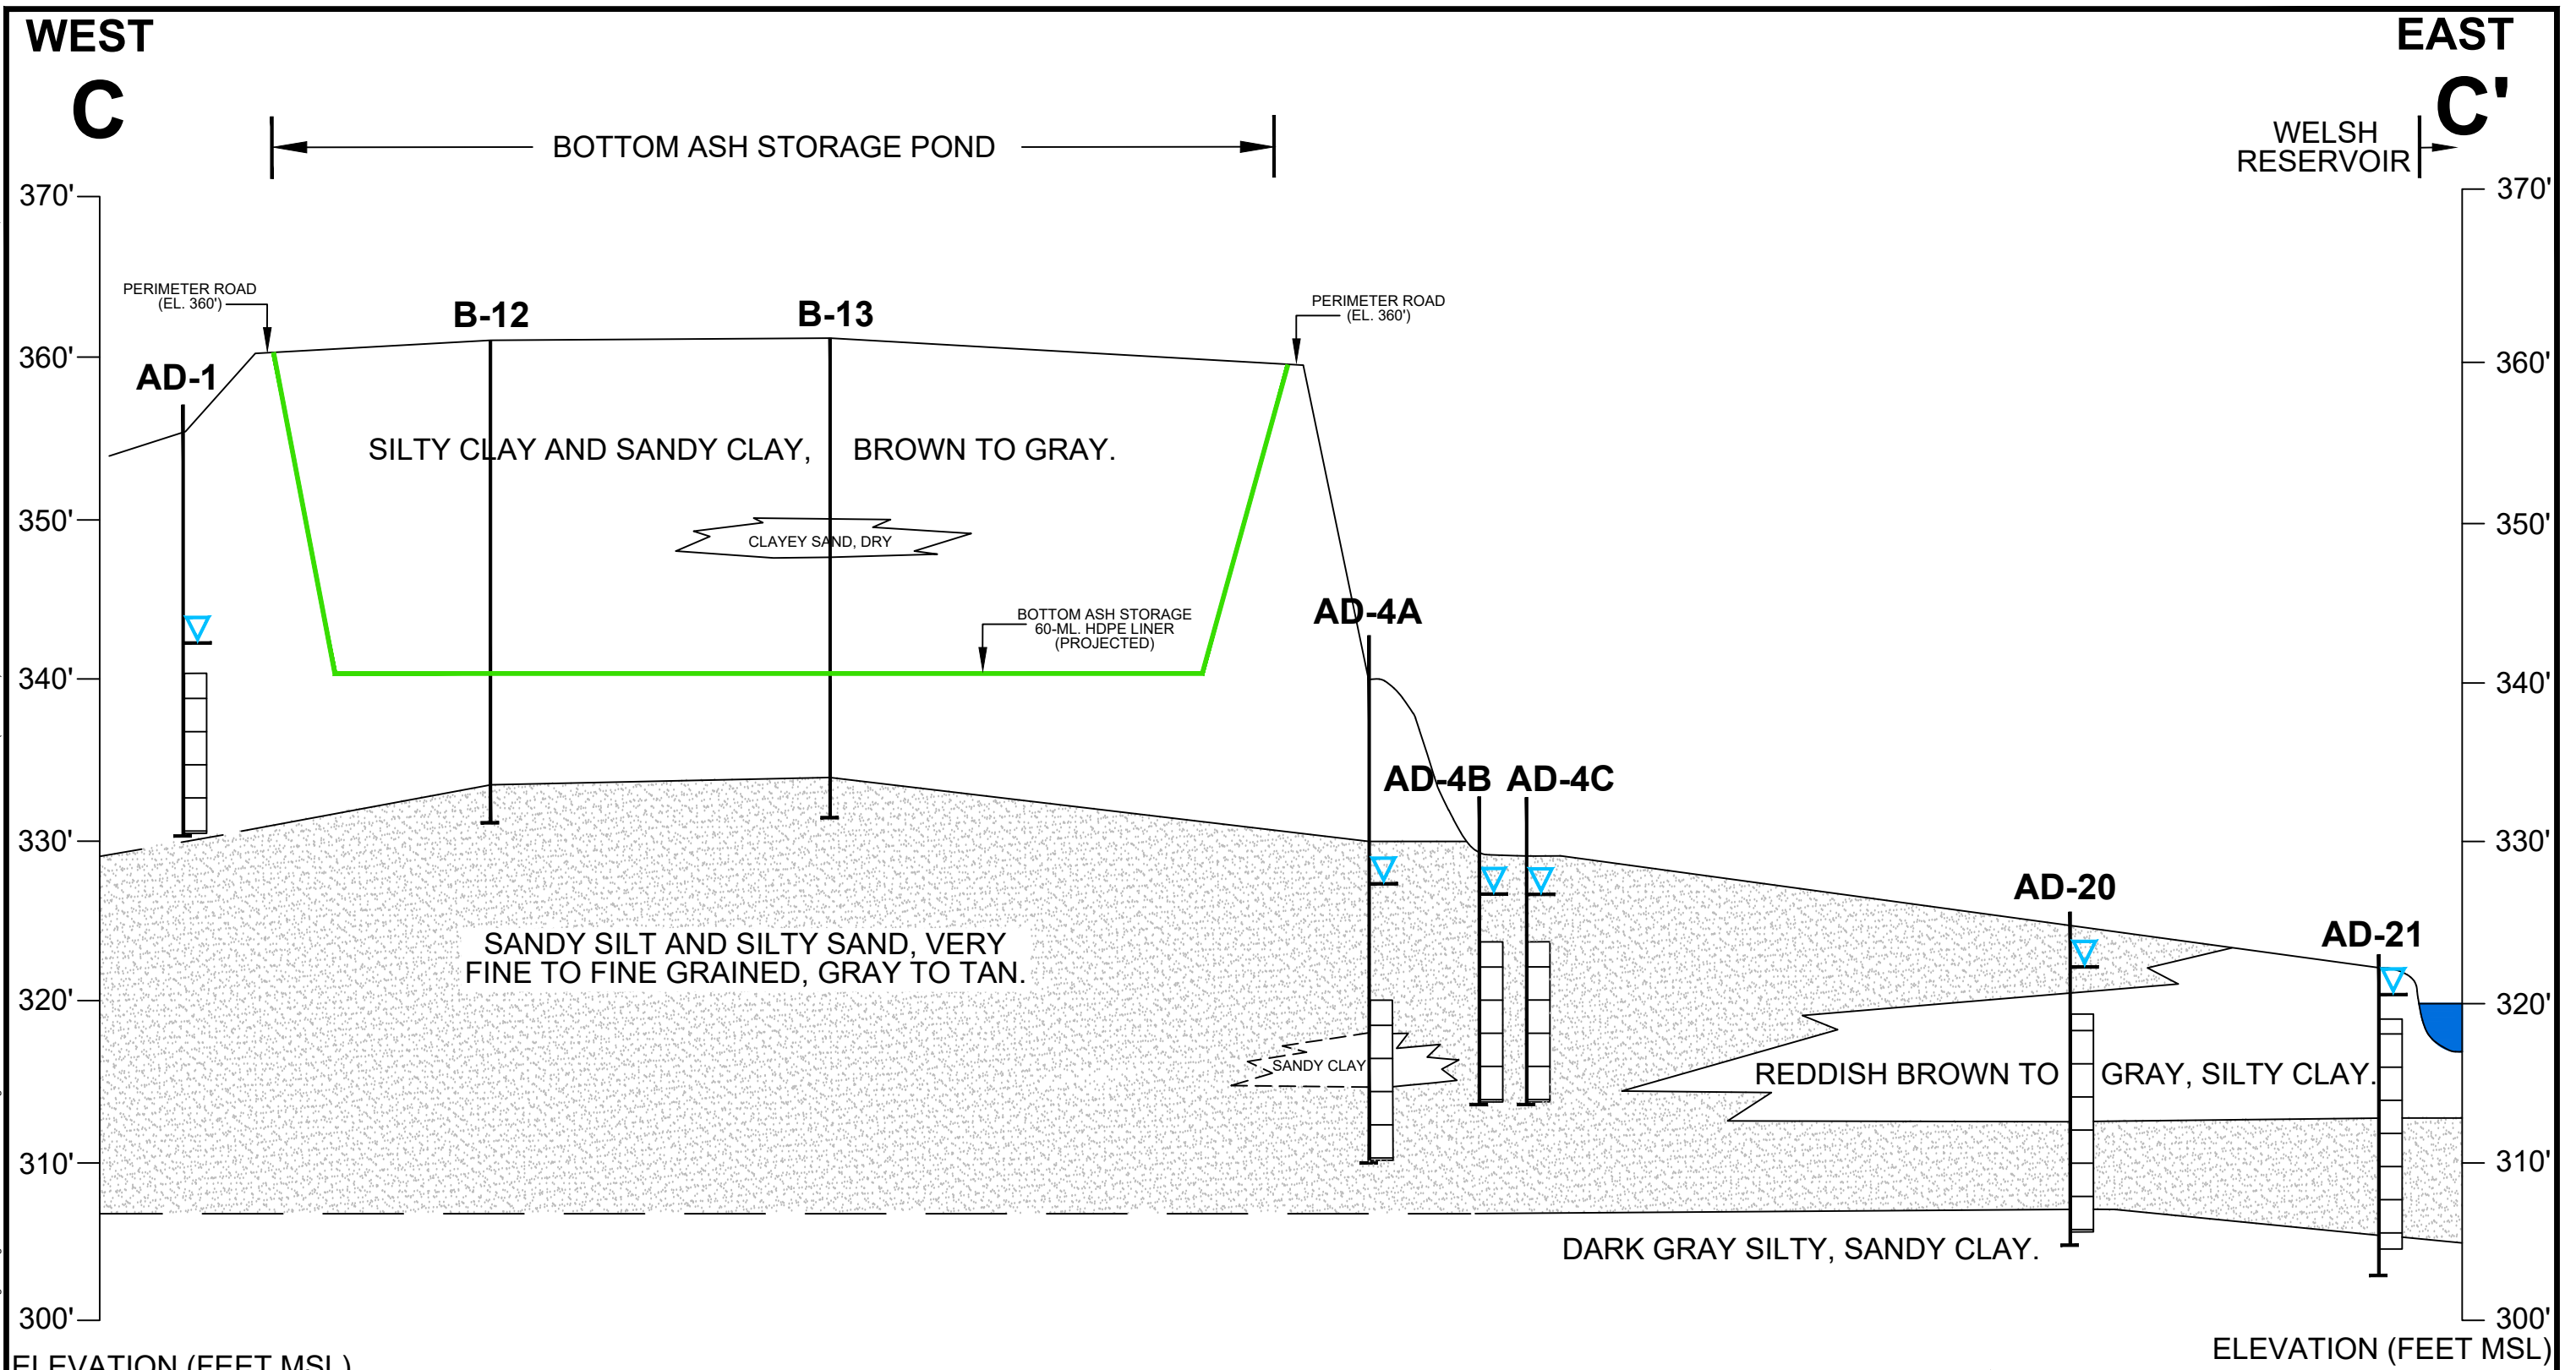 WEST
EAST
C
C'
BOTTOM ASH STORAGE POND
WELSH
RESERVOIR
370'
370'
PERIMETER ROAD
(EL. 360')
B-12
B-13
PERIMETER ROAD
(EL. 360')
360'
360'
AD-1
SILTY CLAY AND SANDY CLAY, BROWN TO GRAY.
350'
350'
CLAYEY SAND, DRY
BOTTOM ASH STORAGE
60-ML. HDPE LINER
(PROJECTED)
AD-4A
340'
340'
AD-4B
AD-4C
330'
330'
AD-20
AD-21
SANDY SILT AND SILTY SAND, VERY
FINE TO FINE GRAINED, GRAY TO TAN.
320'
320'
SANDY CLAY
REDDISH BROWN TO GRAY, SILTY CLAY.
310'
310'
DARK GRAY SILTY, SANDY CLAY.
300'
300'
ELEVATION (FEET MSL)
ELEVATION (FEET MSL)